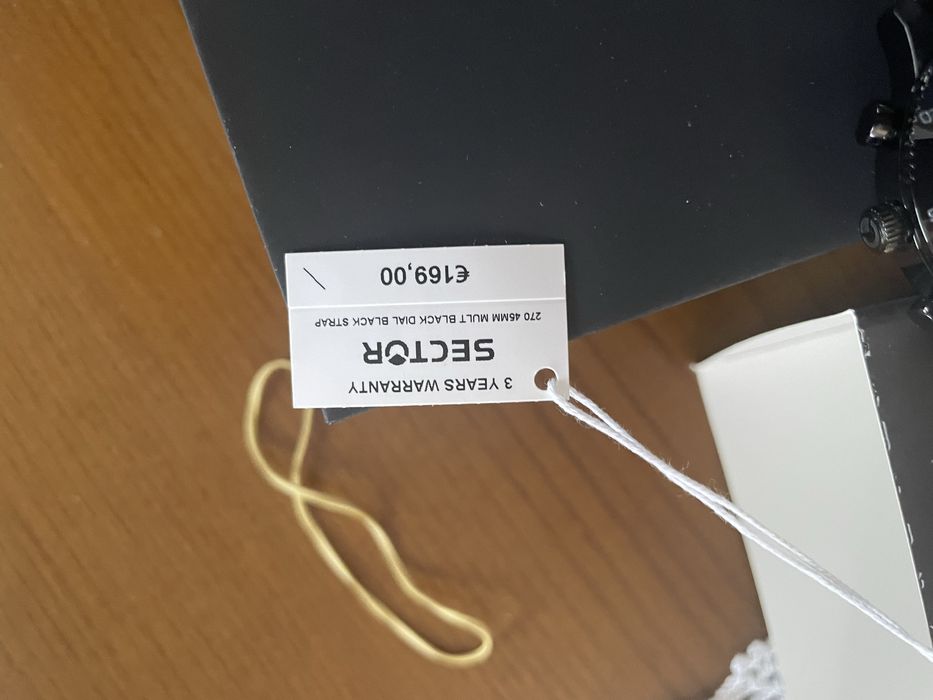 3 YEARS WARRANTY
SECTOR
270 45MM MULT BLACK DIAL BLACK STRAP
€169,00